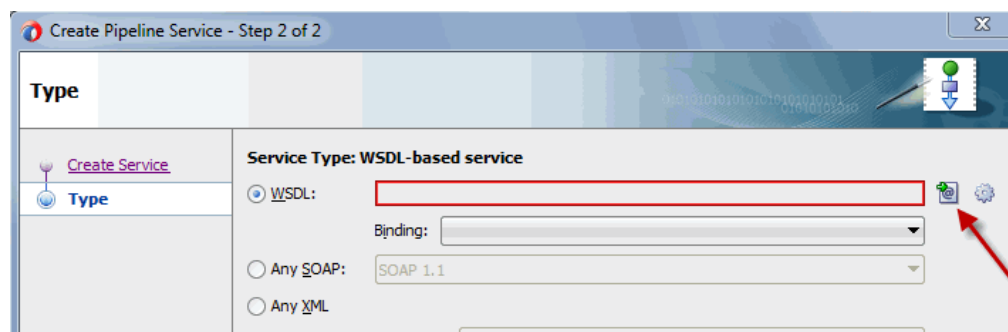 Create Pipeline Service - Step 2 of 2
Type
Create Service
Type
Service Type: WSDL-based service
WSDL:
Binding:
Any SOAP: SOAP 1.1
Any XML